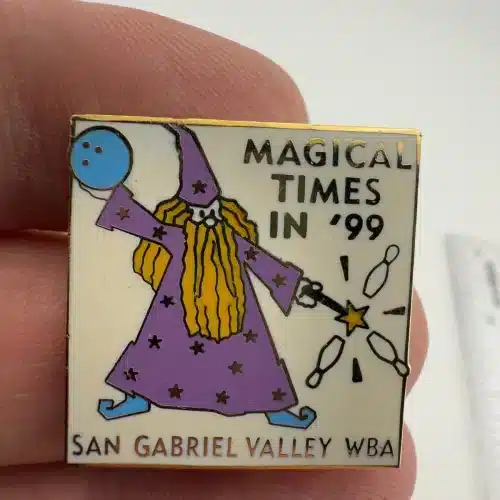 MAGICAL
TIMES
IN '99
SAN GABRIEL VALLEY WBA